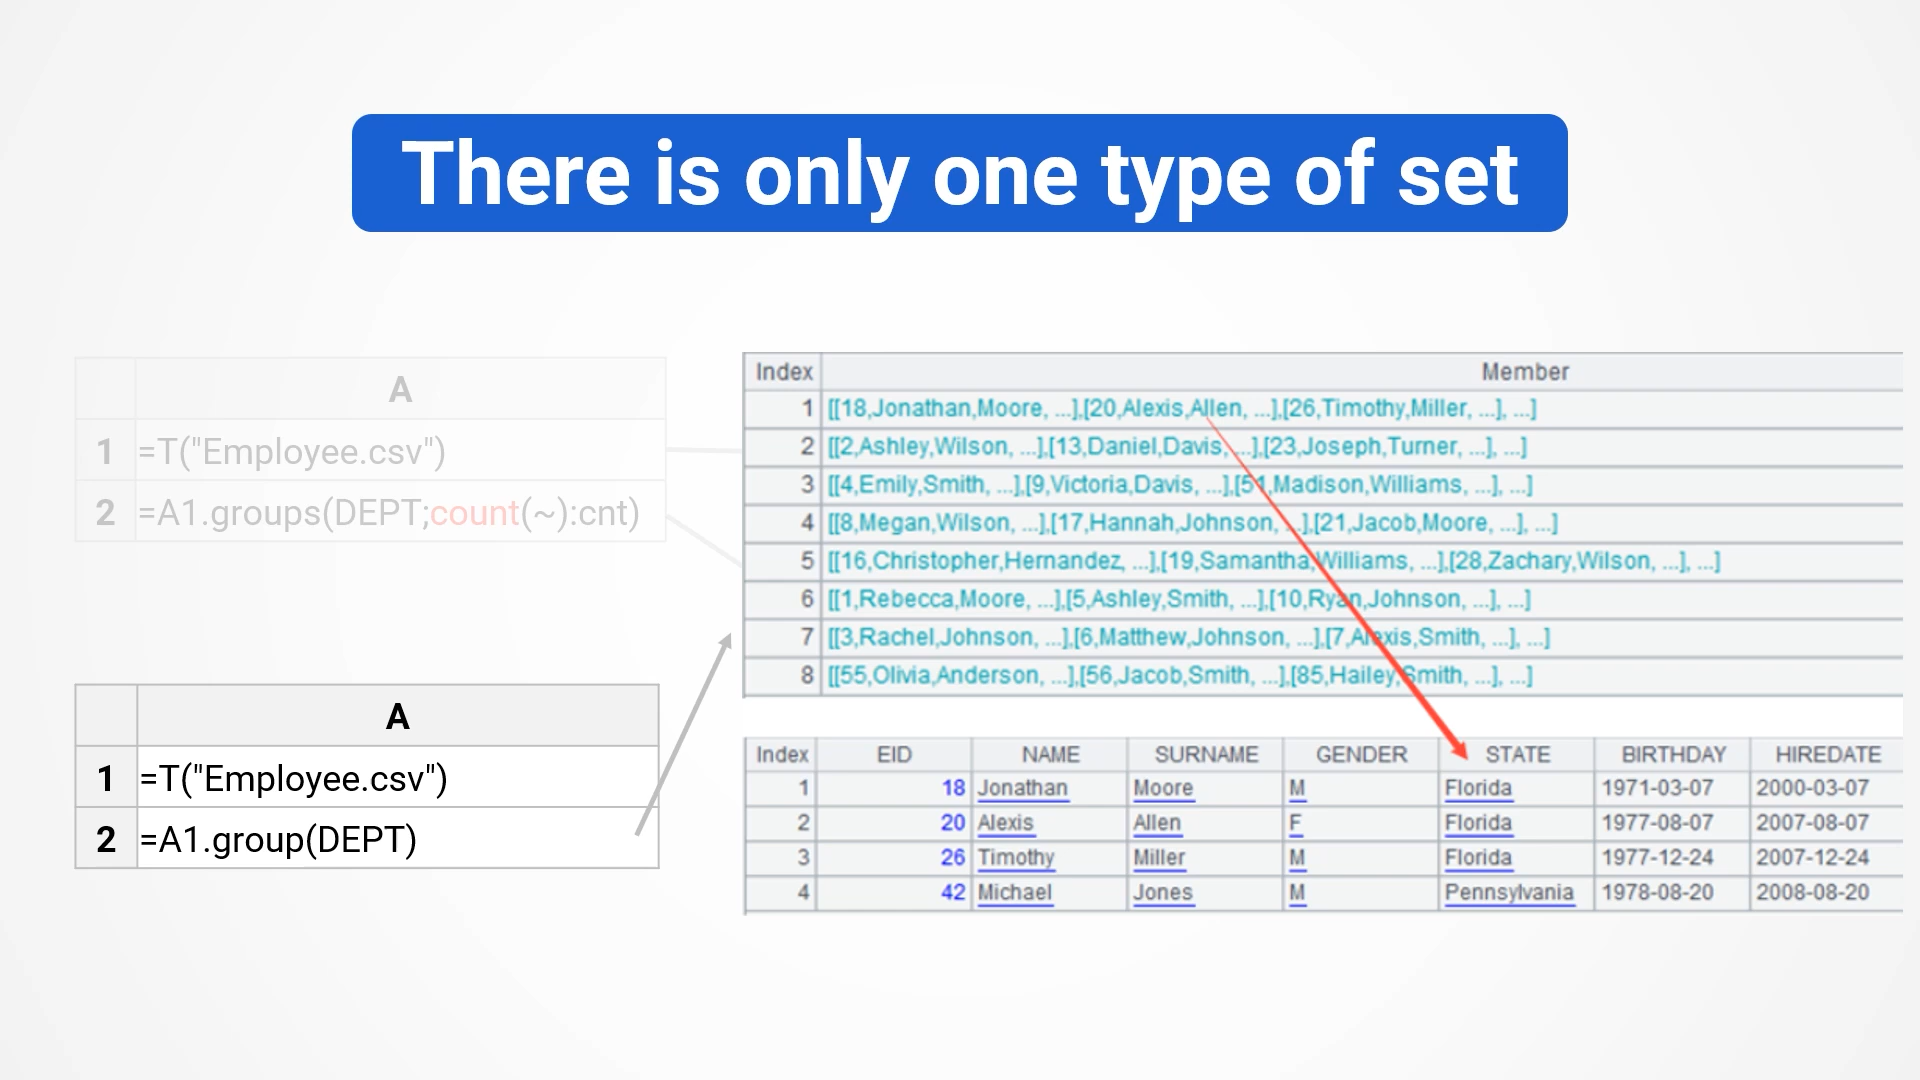 There is only one type of set
A
1 =T("Employee.csv")
2 =A1.groups(DEPT;count(~):cnt)
A
1 =T("Employee.csv")
2 =A1.group(DEPT)
Index Member
1 [[18,Jonathan,Moore, ...],[20,Alexis,Allen, ...],[26,Timothy,Miller, ...], ...]
2 [[2,Ashley,Wilson, ...],[13,Daniel,Davis, ...],[23,Joseph,Turner, ...], ...]
3 [[4,Emily,Smith, ...],[9,Victoria,Davis, ...],[51,Madison,Williams, ...], ...]
4 [[8,Megan,Wilson, ...],[17,Hannah,Johnson, ...],[21,Jacob,Moore, ...], ...]
5 [[16,Christopher,Hernandez, ...],[19,Samantha,Williams, ...],[28,Zachary,Wilson, ...], ...]
6 [[1,Rebecca,Moore, ...],[5,Ashley,Smith, ...],[10,Ryan,Johnson, ...], ...]
7 [[3,Rachel,Johnson, ...],[6,Matthew,Johnson, ...],[7,Alexis,Smith, ...], ...]
8 [[55,Olivia,Anderson, ...],[56,Jacob,Smith, ...],[85,Hailey,Smith, ...], ...]
Index EID NAME SURNAME GENDER STATE BIRTHDAY HIREDATE
1 18 Jonathan Moore M Florida 1971-03-07 2000-03-07
2 20 Alexis Allen F Florida 1977-08-07 2007-08-07
3 26 Timothy Miller M Florida 1977-12-24 2007-12-24
4 42 Michael Jones M Pennsylvania 1978-08-20 2008-08-20